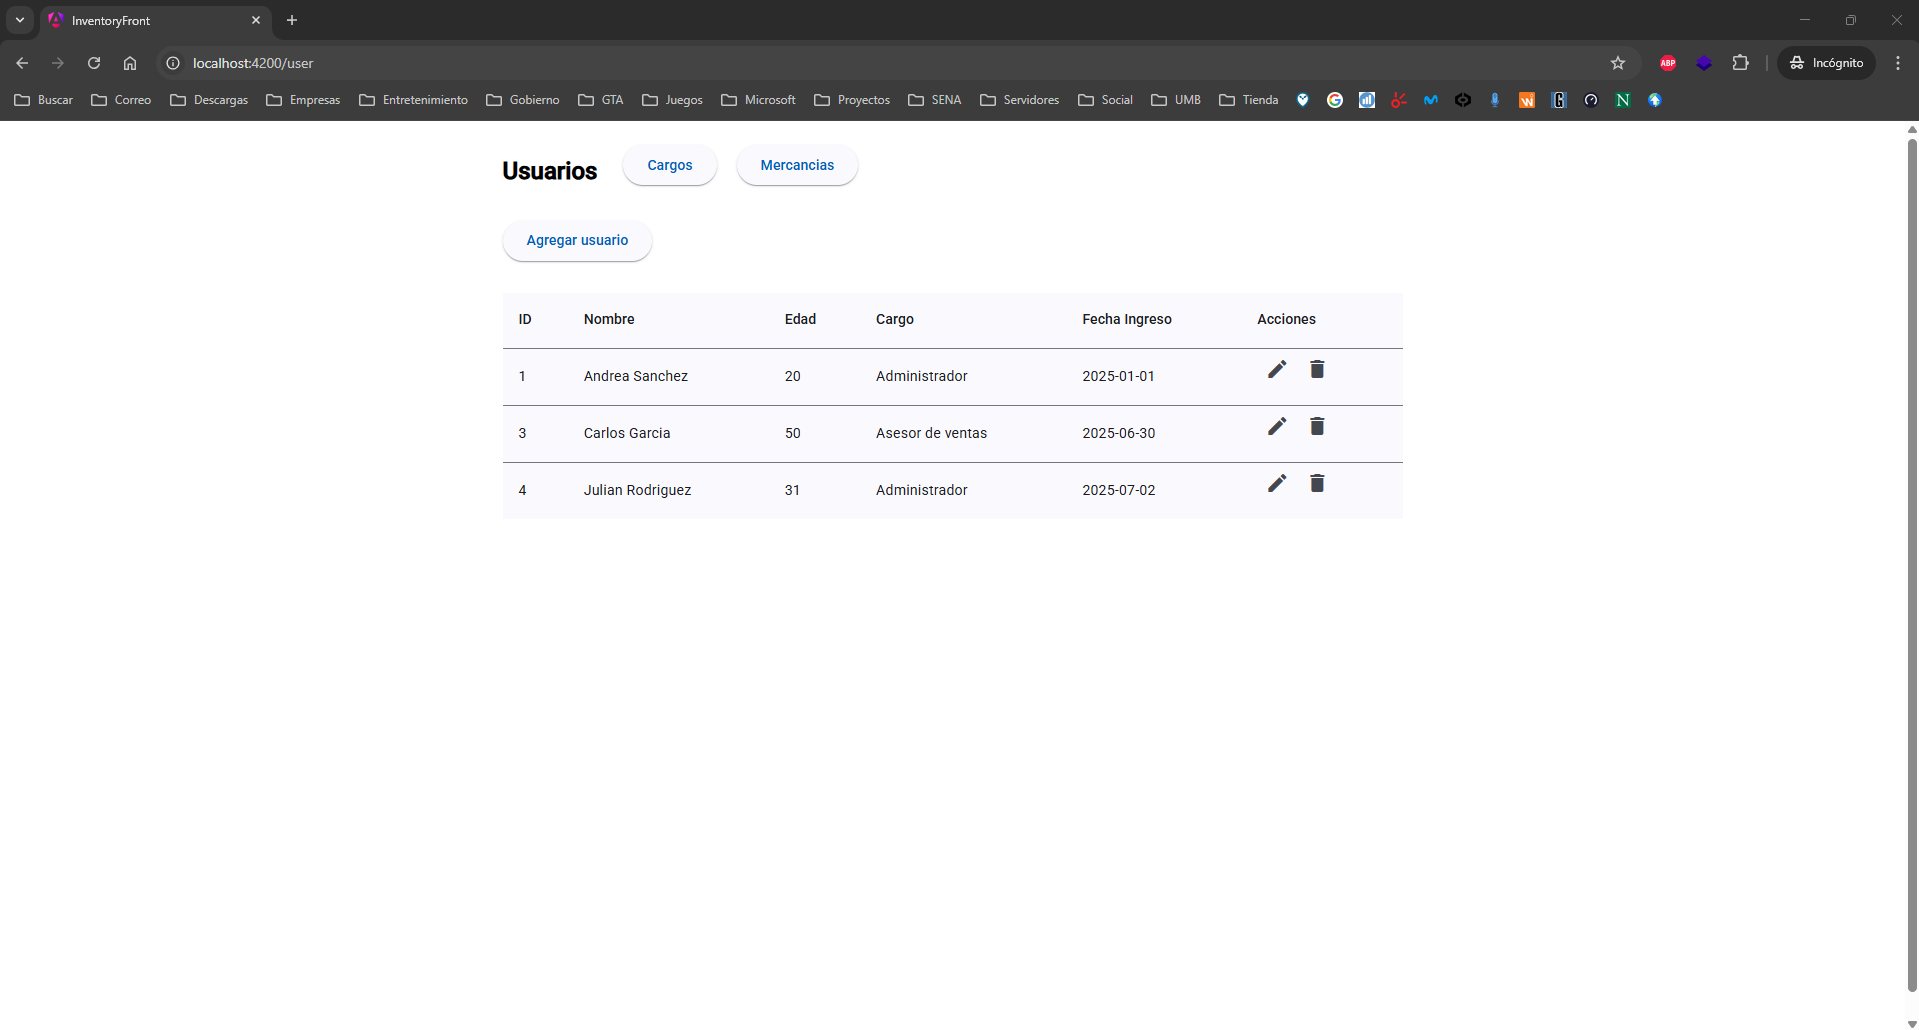 InventoryFront
localhost:4200/user
ABP
Incógnito
Buscar Correo Descargas Empresas Entretenimiento Gobierno GTA Juegos Microsoft Proyectos SENA Servidores Social UMB Tienda
Usuarios Cargos Mercancias
Agregar usuario
ID Nombre Edad Cargo Fecha Ingreso Acciones
1 Andrea Sanchez 20 Administrador 2025-01-01
3 Carlos Garcia 50 Asesor de ventas 2025-06-30
4 Julian Rodriguez 31 Administrador 2025-07-02